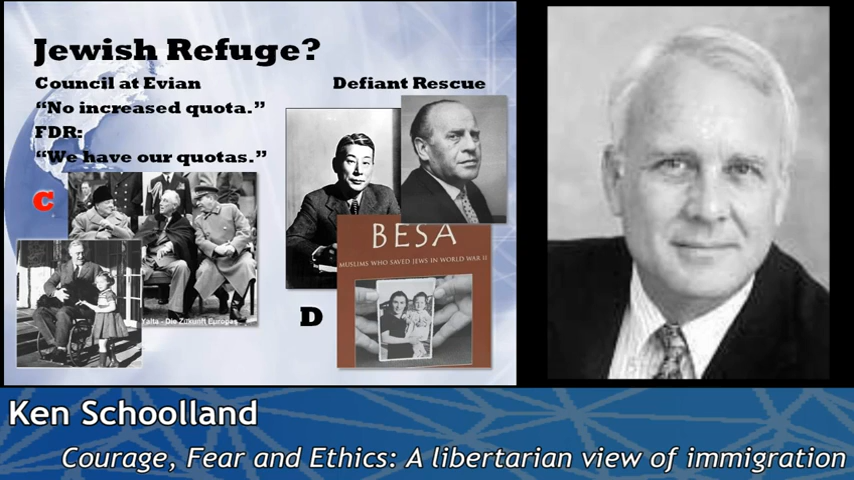 Jewish Refuge?
Council at Evian
“No increased quota.”
FDR:
“We have our quotas.”
C
Yalta - Die Zukunft Europas
Defiant Rescue
BESA
MUSLIMS WHO SAVED JEWS IN WORLD WAR II
D
Ken Schoolland
Courage, Fear and Ethics: A libertarian view of immigration